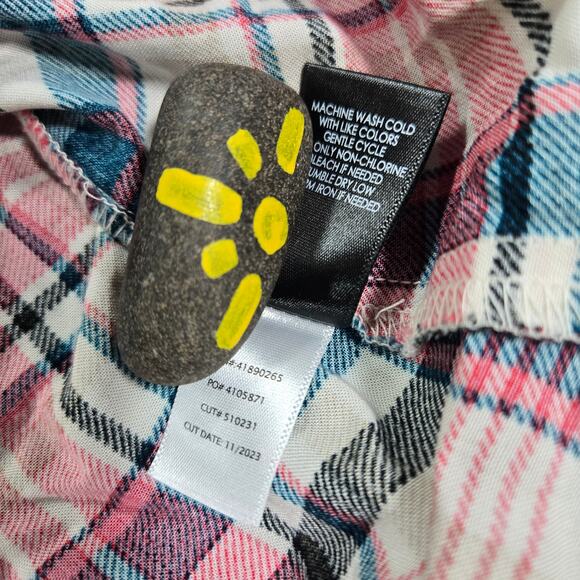 MACHINE WASH COLD
WITH LIKE COLORS
GENTLE CYCLE
ONLY NON-CHLORINE
BLEACH IF NEEDED
TUMBLE DRY LOW
IRON IF NEEDED
#:41890265
PO# 4105871
CUT# 510231
CUT DATE: 11/2023